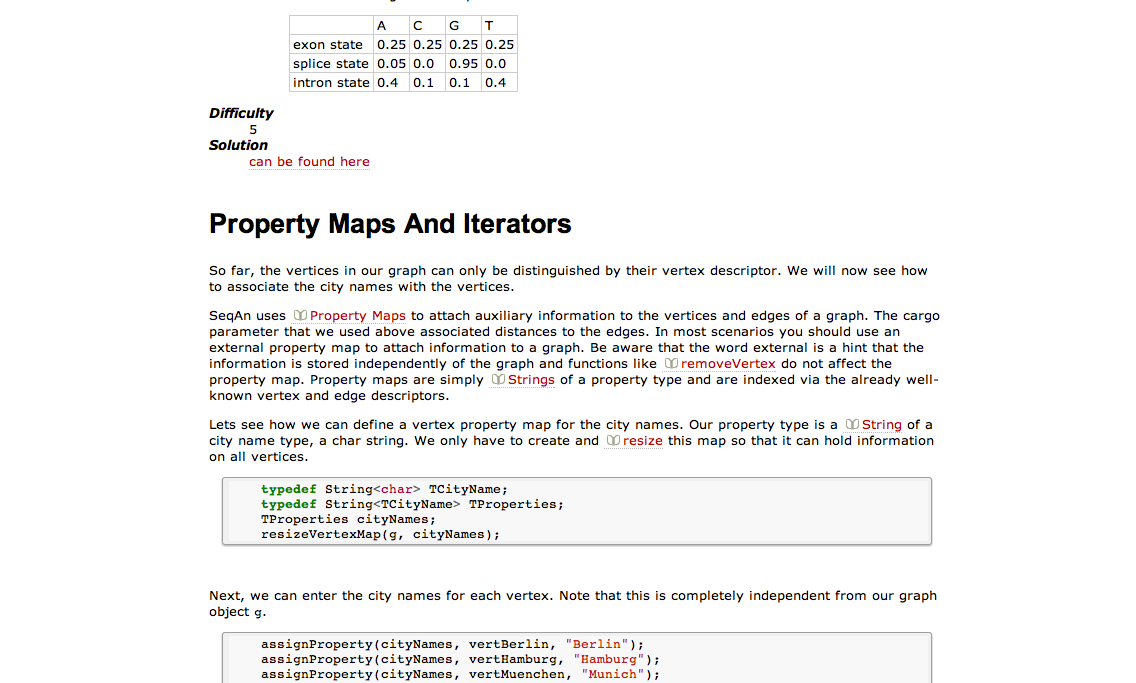 A C G T
exon state 0.25 0.25 0.25 0.25
splice state 0.05 0.0 0.95 0.0
intron state 0.4 0.1 0.1 0.4
Difficulty
5
Solution
can be found here
Property Maps And Iterators
So far, the vertices in our graph can only be distinguished by their vertex descriptor. We will now see how
to associate the city names with the vertices.
SeqAn uses Property Maps to attach auxiliary information to the vertices and edges of a graph. The cargo
parameter that we used above associated distances to the edges. In most scenarios you should use an
external property map to attach information to a graph. Be aware that the word external is a hint that the
information is stored independently of the graph and functions like removeVertex do not affect the
property map. Property maps are simply Strings of a property type and are indexed via the already well-
known vertex and edge descriptors.
Lets see how we can define a vertex property map for the city names. Our property type is a String of a
city name type, a char string. We only have to create and resize this map so that it can hold information
on all vertices.
typedef String<char> TCityName;
typedef String<TCityName> TProperties;
TProperties cityNames;
resizeVertexMap(g, cityNames);
Next, we can enter the city names for each vertex. Note that this is completely independent from our graph
object g.
assignProperty(cityNames, vertBerlin, "Berlin");
assignProperty(cityNames, vertHamburg, "Hamburg");
assignProperty(cityNames, vertMuenchen, "Munich");